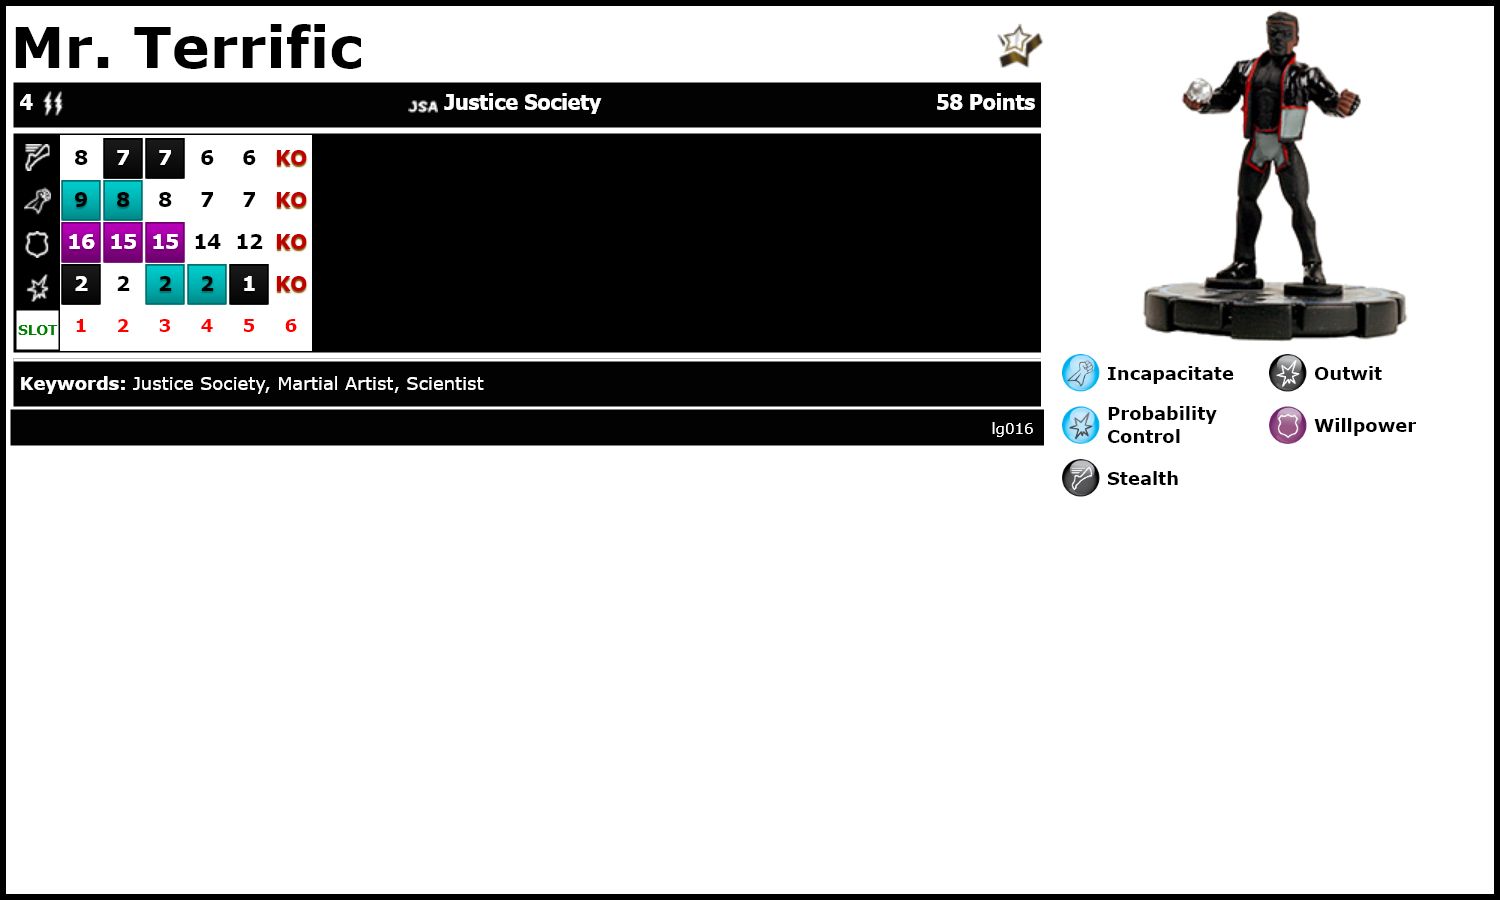 Mr. Terrific
4 JSA Justice Society 58 Points
8 7 7 6 6 KO
9 8 8 7 7 KO
16 15 15 14 12 KO
2 2 2 2 1 KO
SLOT 1 2 3 4 5 6
Keywords: Justice Society, Martial Artist, Scientist
lg016
Incapacitate
Outwit
Probability
Control
Willpower
Stealth